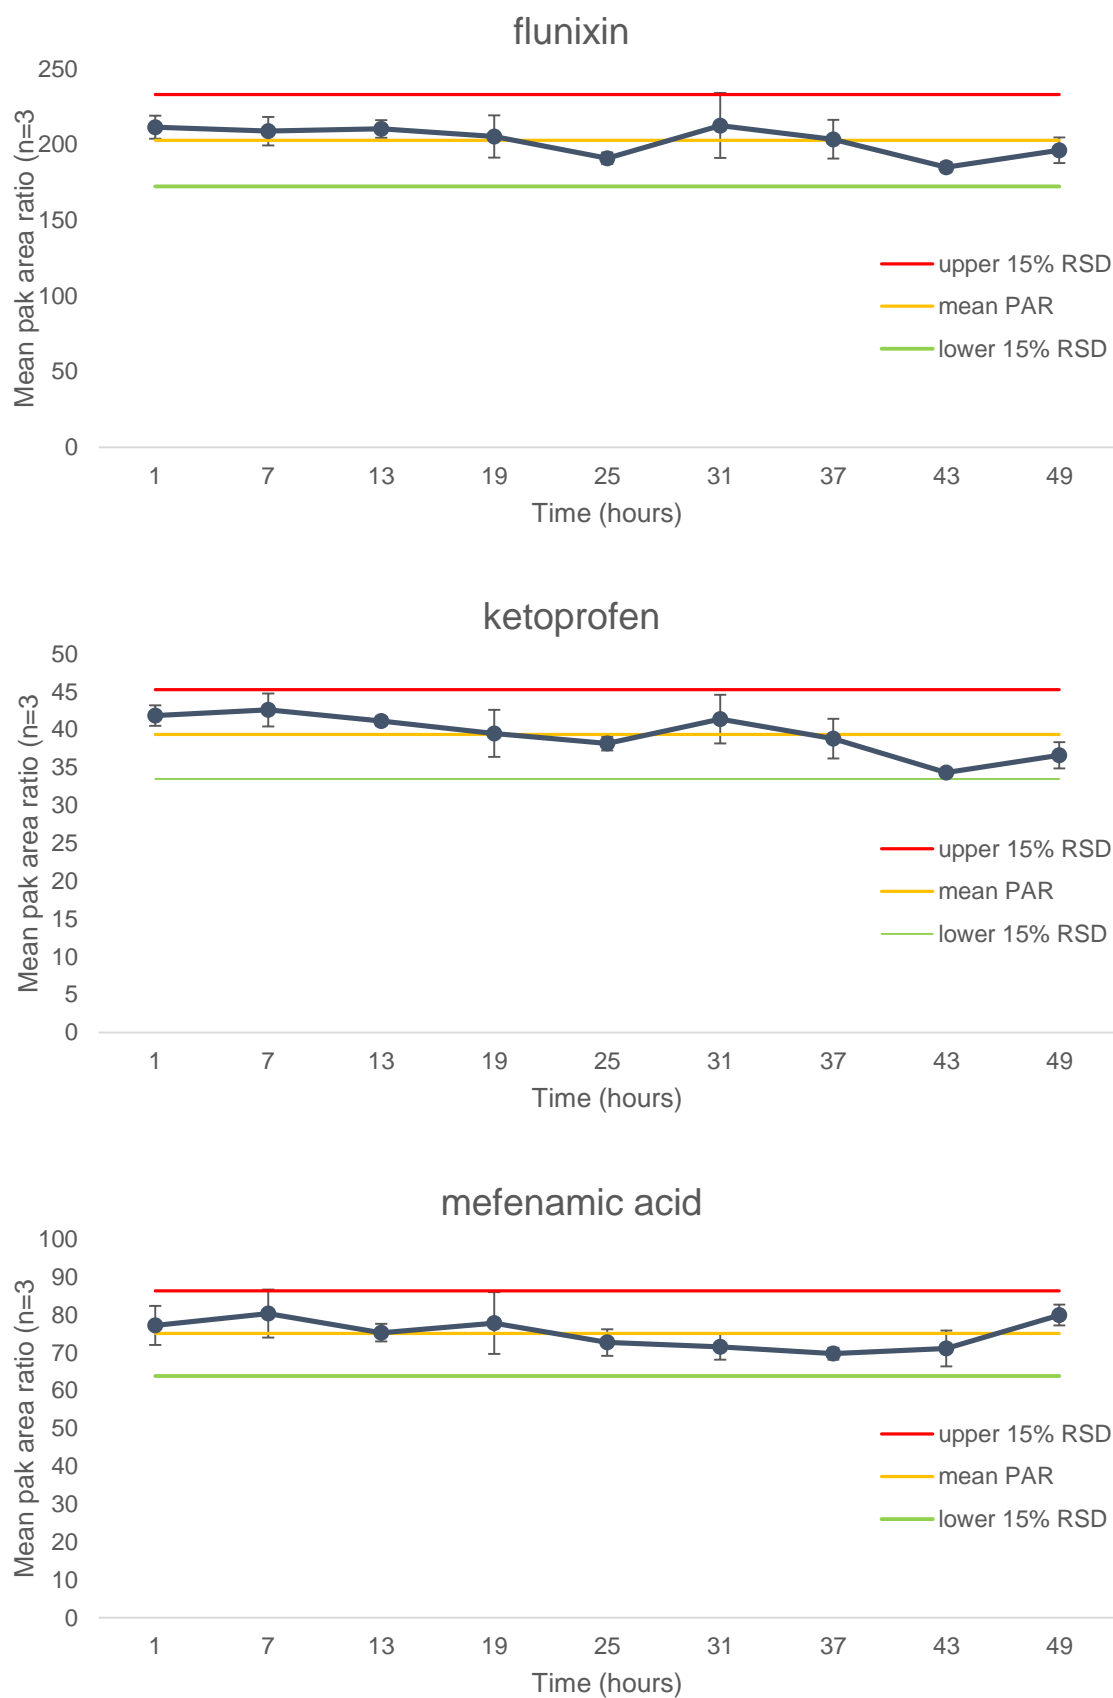 flunixin
Mean pak area ratio (n=3
250
200
150
100
50
0
upper 15% RSD
mean PAR
lower 15% RSD
1 7 13 19 25 31 37 43 49
Time (hours)
ketoprofen
Mean pak area ratio (n=3
50
45
40
35
30
25
20
15
10
5
0
upper 15% RSD
mean PAR
lower 15% RSD
1 7 13 19 25 31 37 43 49
Time (hours)
mefenamic acid
Mean pak area ratio (n=3
100
90
80
70
60
50
40
30
20
10
0
upper 15% RSD
mean PAR
lower 15% RSD
1 7 13 19 25 31 37 43 49
Time (hours)